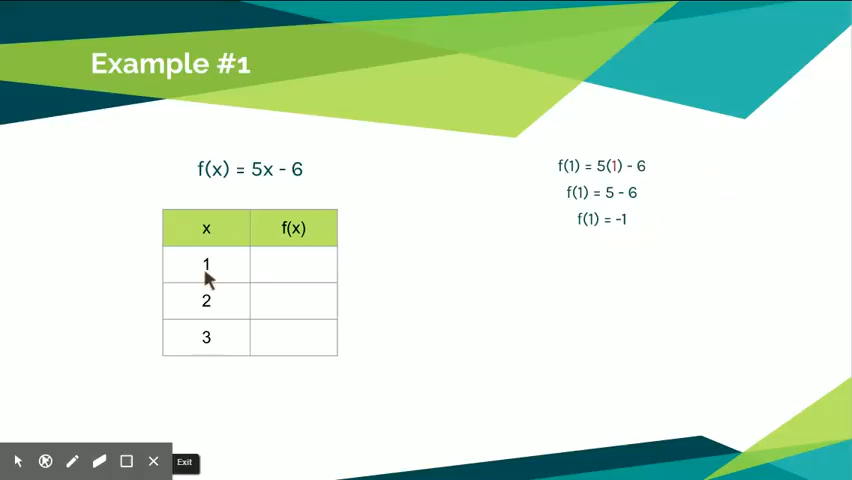 Example #1
f(x) = 5x - 6
x f(x)
1
2
3
f(1) = 5(1) - 6
f(1) = 5 - 6
f(1) = -1
Exit